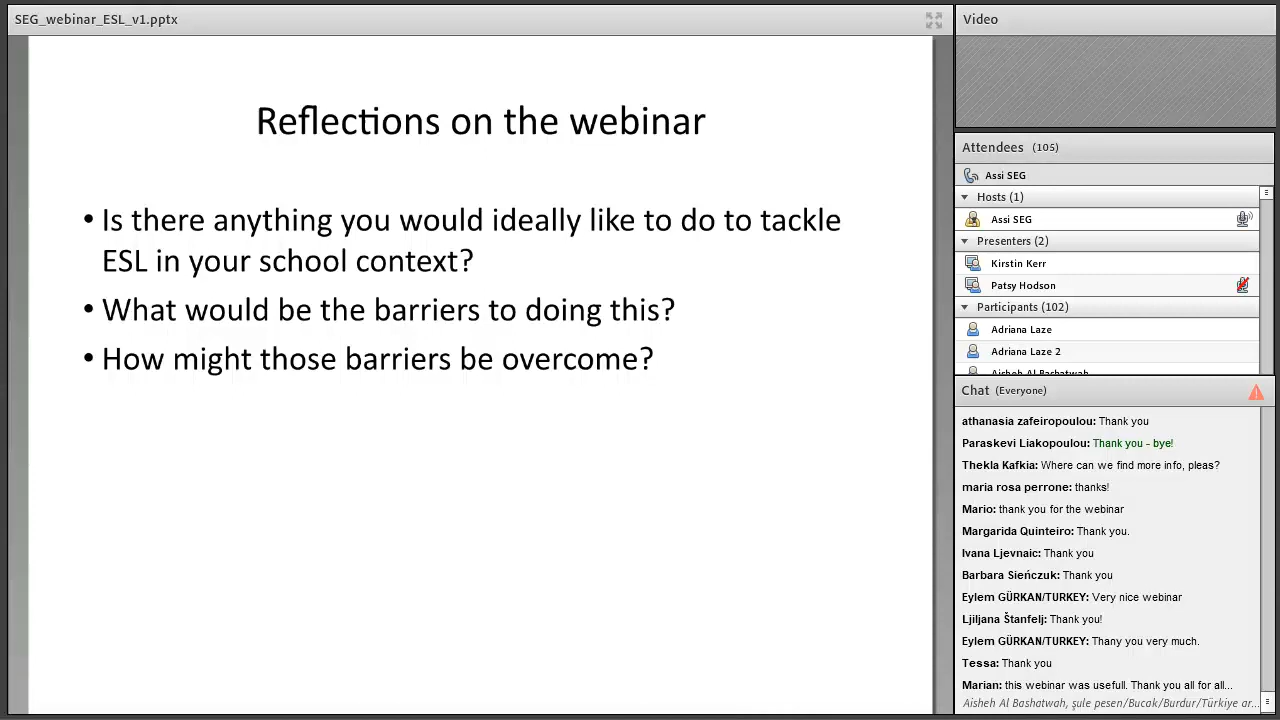 SEG_webinar_ESL_v1.pptx
Reflections on the webinar
• Is there anything you would ideally like to do to tackle
ESL in your school context?
• What would be the barriers to doing this?
• How might those barriers be overcome?
Video
Attendees (105)
Assi SEG
Hosts (1)
Assi SEG
Presenters (2)
Kirstin Kerr
Patsy Hodson
Participants (102)
Adriana Laze
Adriana Laze 2
Aisheh Al Bashatwah
Chat (Everyone)
athanasia zafeiropoulou: Thank you
Paraskevi Liakopoulou: Thank you - bye!
Thekla Kafkia: Where can we find more info, pleas?
maria rosa perrone: thanks!
Mario: thank you for the webinar
Margarida Quinteiro: Thank you.
Ivana Ljevnaic: Thank you
Barbara Sieńczuk: Thank you
Eylem GÜRKAN/TURKEY: Very nice webinar
Ljiljana Štanfelj: Thank you!
Eylem GÜRKAN/TURKEY: Thany you very much.
Tessa: Thank you
Marian: this webinar was usefull. Thank you all for all...
Aisheh Al Bashatwah, şule pesen/Bucak/Burdur/Türkiye ar...